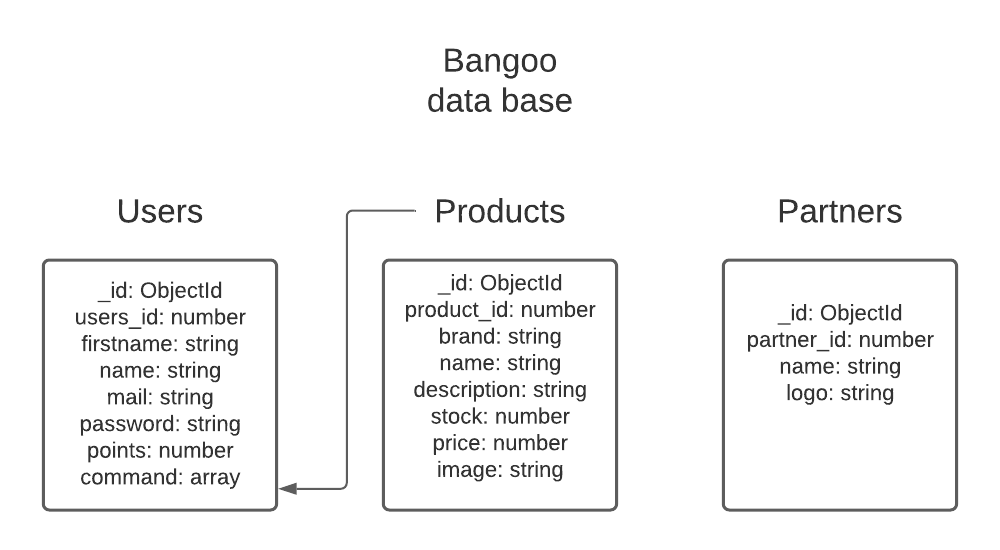 Bangoo
data base
Users
Products
Partners
_id: ObjectId
users_id: number
firstname: string
name: string
mail: string
password: string
points: number
command: array
_id: ObjectId
product_id: number
brand: string
name: string
description: string
stock: number
price: number
image: string
_id: ObjectId
partner_id: number
name: string
logo: string